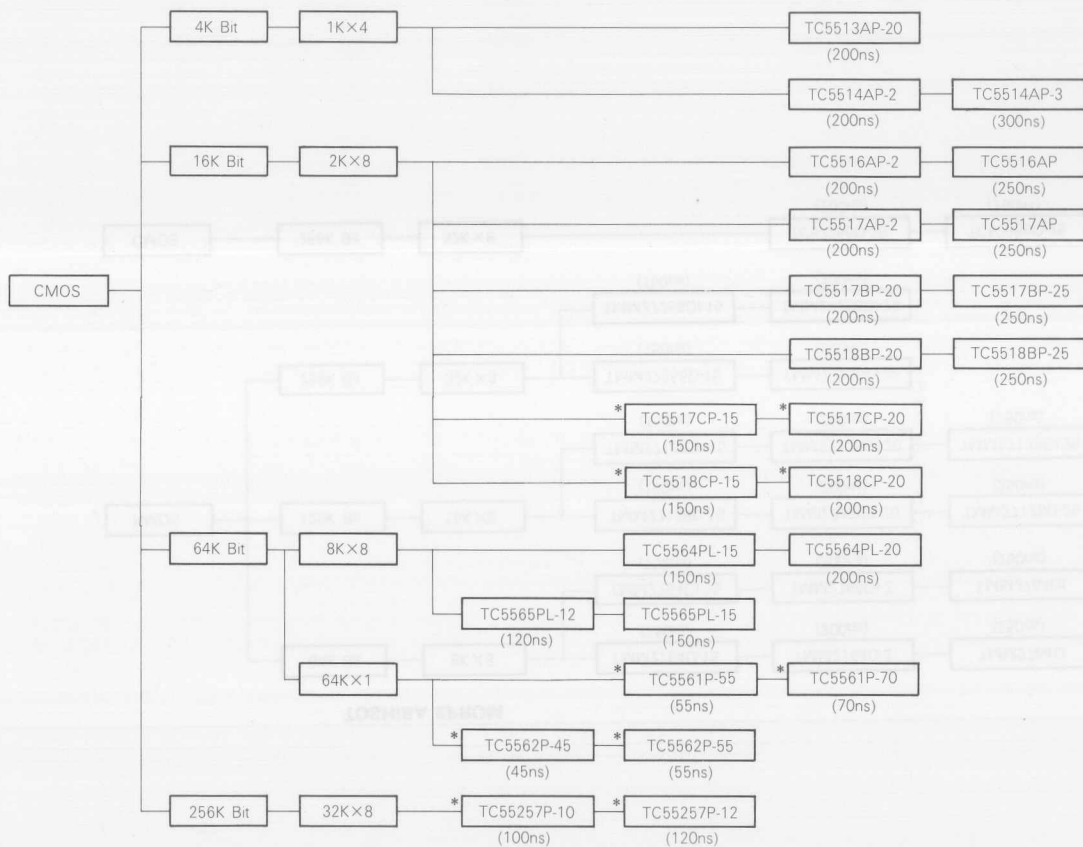 4K Bit 1K×4 TC5513AP-20
(200ns)
TC5514AP-2 TC5514AP-3
(200ns) (300ns)
16K Bit 2K×8 TC5516AP-2 TC5516AP
(200ns) (250ns)
TC5517AP-2 TC5517AP
(200ns) (250ns)
CMOS TC5517BP-20 TC5517BP-25
(200ns) (250ns)
TC5518BP-20 TC5518BP-25
(200ns) (250ns)
* TC5517CP-15 * TC5517CP-20
(150ns) (200ns)
* TC5518CP-15 * TC5518CP-20
(150ns) (200ns)
64K Bit 8K×8 TC5564PL-15 TC5564PL-20
(150ns) (200ns)
TC5565PL-12 TC5565PL-15
(120ns) (150ns)
64K×1 * TC5561P-55 * TC5561P-70
(55ns) (70ns)
TOSHIBA EPROM
* TC5562P-45 * TC5562P-55
(45ns) (55ns)
256K Bit 32K×8 * TC55257P-10 * TC55257P-12
(100ns) (120ns)